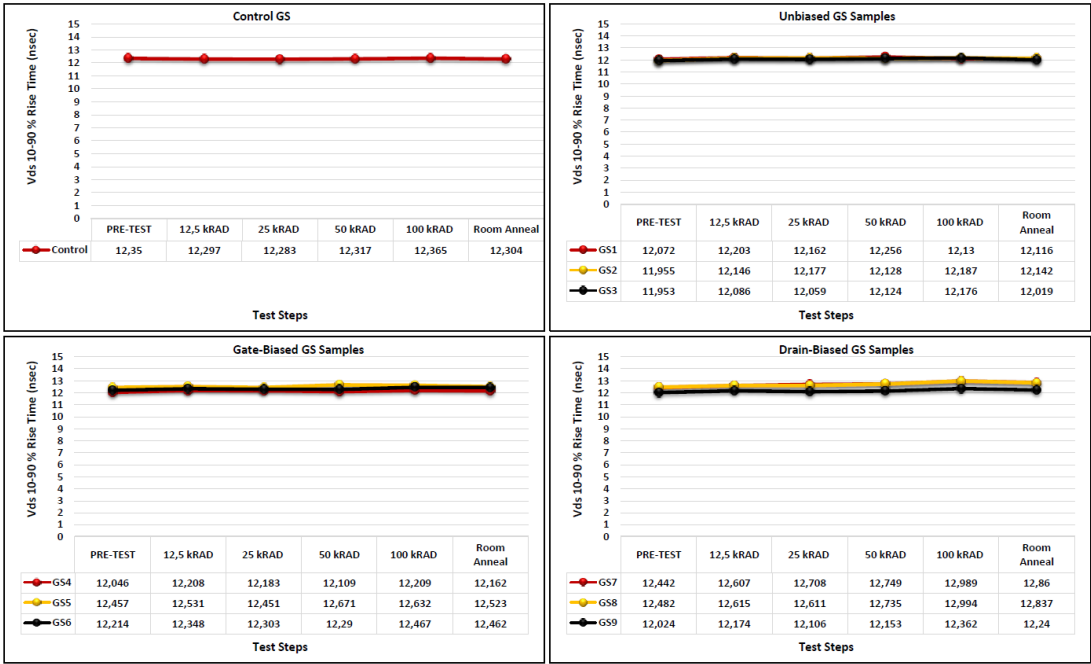 Control GS
Vds 10-90 % Rise Time (nsec)
15
14
13
12
11
10
9
8
7
6
5
4
3
2
1
0
PRE-TEST 12,5 kRAD 25 kRAD 50 kRAD 100 kRAD Room Anneal
Control 12,35 12,297 12,283 12,317 12,365 12,304
Test Steps
Unbiased GS Samples
Vds 10-90 % Rise Time (nsec)
15
14
13
12
11
10
9
8
7
6
5
4
3
2
1
0
PRE-TEST 12,5 kRAD 25 kRAD 50 kRAD 100 kRAD Room
Anneal
GS1 12,072 12,203 12,162 12,256 12,13 12,116
GS2 11,955 12,146 12,177 12,128 12,187 12,142
GS3 11,953 12,086 12,059 12,124 12,176 12,019
Test Steps
Gate-Biased GS Samples
Vds 10-90 % Rise Time (nsec)
15
14
13
12
11
10
9
8
7
6
5
4
3
2
1
0
PRE-TEST 12,5 kRAD 25 kRAD 50 kRAD 100 kRAD Room
Anneal
GS4 12,046 12,208 12,183 12,109 12,209 12,162
GS5 12,457 12,531 12,451 12,671 12,632 12,523
GS6 12,214 12,348 12,303 12,29 12,467 12,462
Test Steps
Drain-Biased GS Samples
Vds 10-90 % Rise Time (nsec)
15
14
13
12
11
10
9
8
7
6
5
4
3
2
1
0
PRE-TEST 12,5 kRAD 25 kRAD 50 kRAD 100 kRAD Room
Anneal
GS7 12,442 12,607 12,708 12,749 12,989 12,86
GS8 12,482 12,615 12,611 12,735 12,994 12,837
GS9 12,024 12,174 12,106 12,153 12,362 12,24
Test Steps